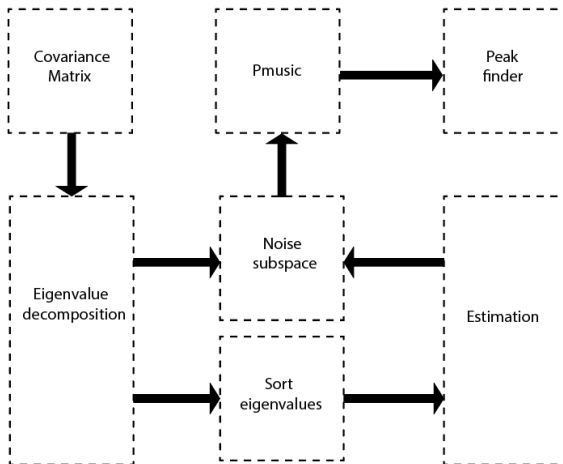 Covariance
Matrix
Pmusic
Peak
finder
Noise
subspace
Eigenvalue
decomposition
Estimation
Sort
eigenvalues